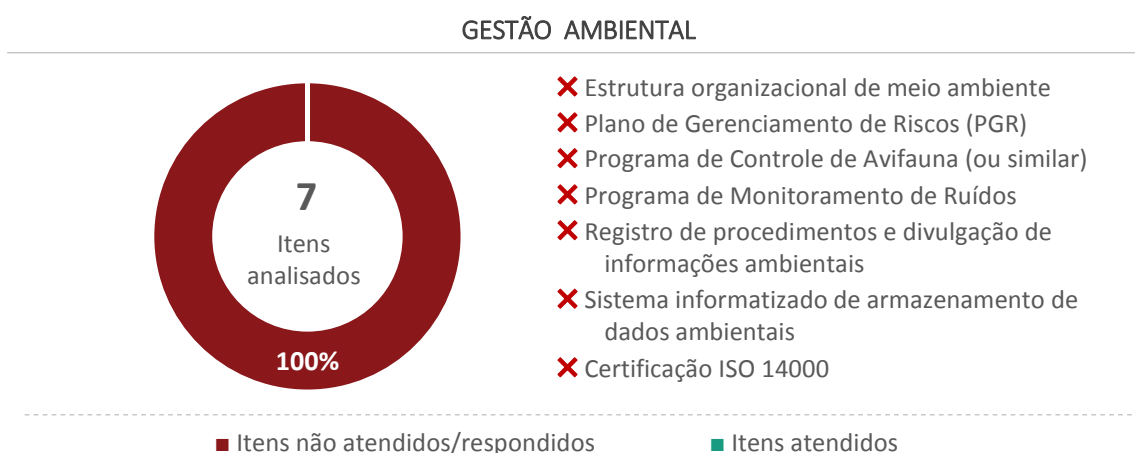 GESTÃO AMBIENTAL
7
Itens
analisados
100%
Estrutura organizacional de meio ambiente
Plano de Gerenciamento de Riscos (PGR)
Programa de Controle de Avifauna (ou similar)
Programa de Monitoramento de Ruídos
Registro de procedimentos e divulgação de
informações ambientais
Sistema informatizado de armazenamento de
dados ambientais
Certificação ISO 14000
Itens não atendidos/respondidos
Itens atendidos